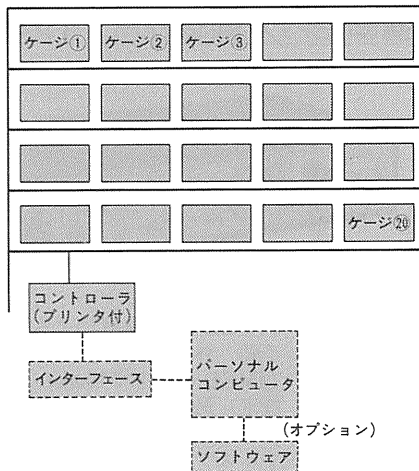 ケージ①
ケージ②
ケージ③
ケージ⑳
コントローラ
(プリンタ付)
インターフェース
パーソナル
コンピュータ
(オプション)
ソフトウェア